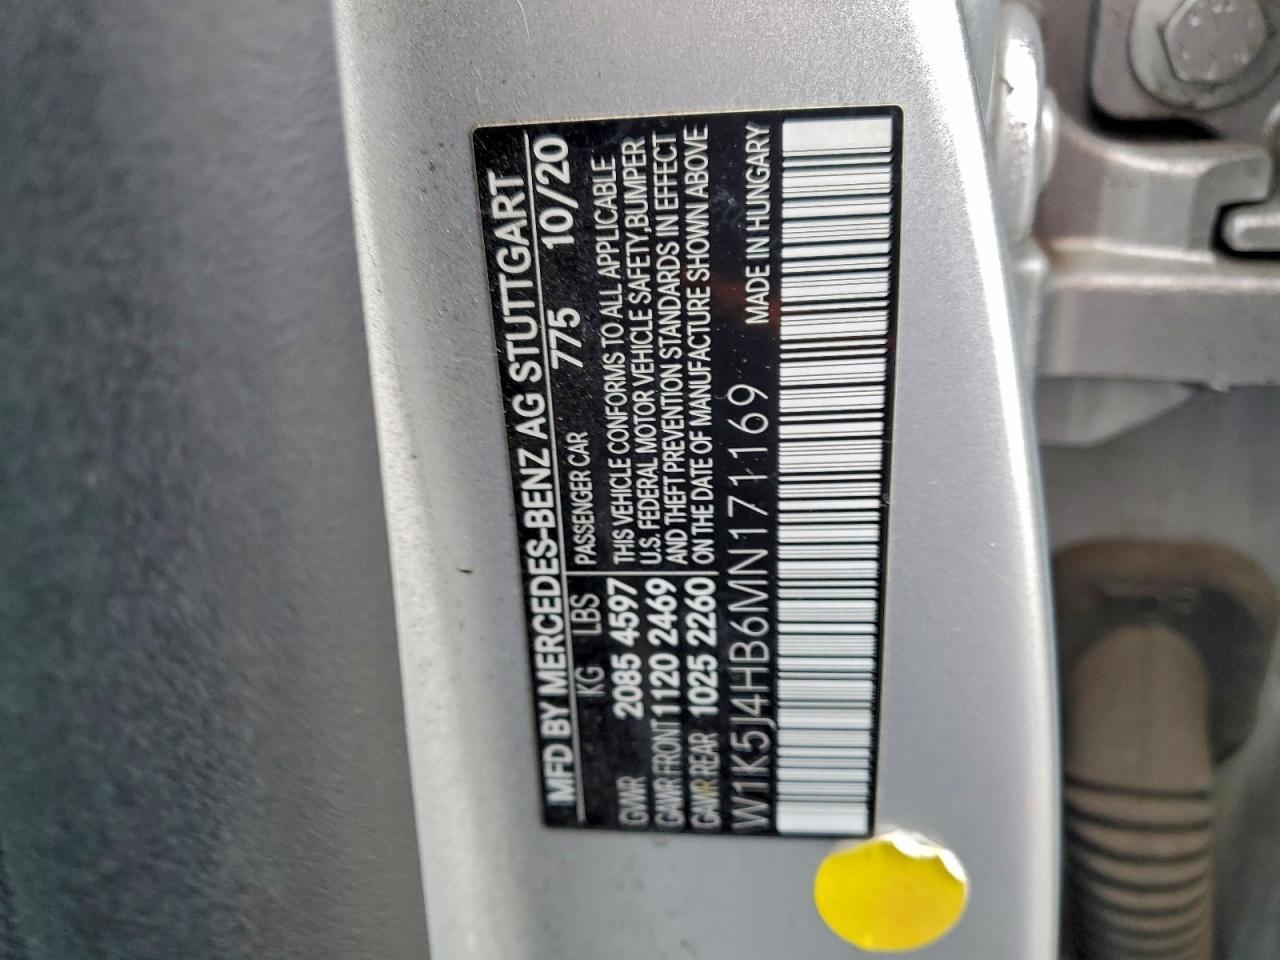 MFD BY MERCEDES-BENZ AG STUTTGART
KG LBS PASSENGER CAR 775 10/20
GVWR 2085 4597
GAWR FRONT 1120 2469
GAWR REAR 1025 2260
THIS VEHICLE CONFORMS TO ALL APPLICABLE
U.S. FEDERAL MOTOR VEHICLE SAFETY,BUMPER
AND THEFT PREVENTION STANDARDS IN EFFECT
ON THE DATE OF MANUFACTURE SHOWN ABOVE
W1K5J4HB6MN171169 MADE IN HUNGARY